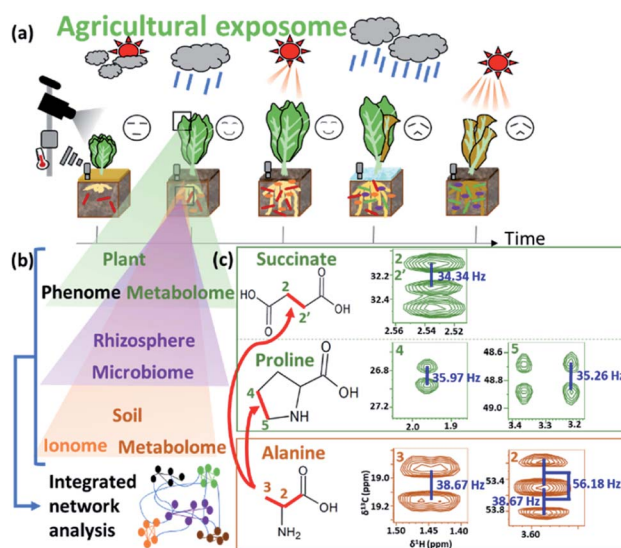 (a) Agricultural exposome
Time
(b)
Plant
Phenome Metabolome
Rhizosphere
Microbiome
Soil
Ionome Metabolome
Integrated
network
analysis
(c) Succinate
HO
O
2
2'
O
OH
2
2'
34.34 Hz
32.2
32.4
2.56 2.54 2.52
Proline
4
5
O
OH
NH
4
35.97 Hz
26.8
27.2
2.0 1.9
5
35.26 Hz
48.6
48.8
49.0
3.3 3.2
Alanine
3
2
O
OH
NH₂
3
38.67 Hz
19.0
19.2
δ¹³C (ppm)
1.50 1.45 1.40
δ¹H (ppm)
2
56.18 Hz
38.67 Hz
53.4
53.8
3.60